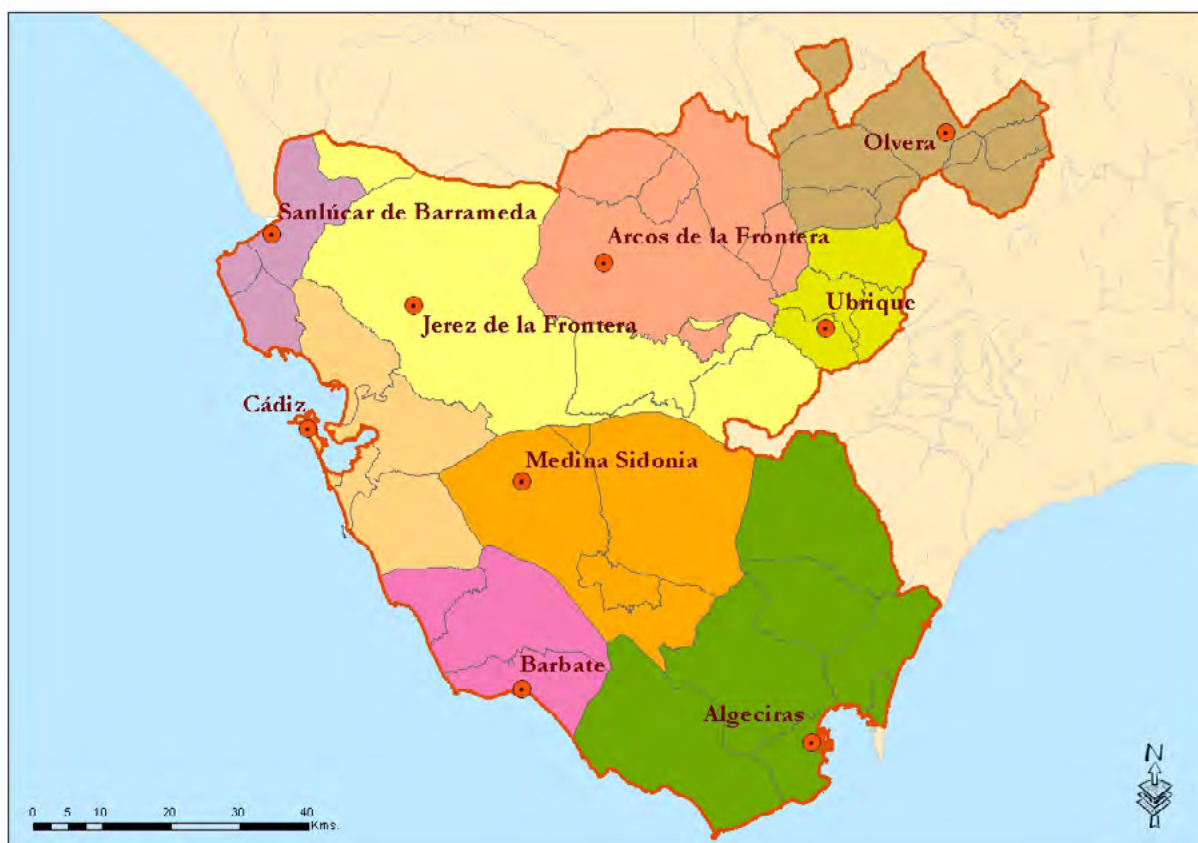 Olvera
Sanlúcar de Barrameda
Arcos de la Frontera
Ubrique
Jerez de la Frontera
Cádiz
Medina Sidonia
Barbate
Algeciras
N
0 5 10 20 30 40
Kms.